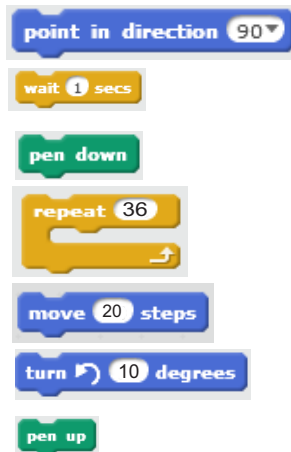 point in direction 90▼
wait 1 secs
pen down
repeat 36
move 20 steps
turn ↺ 10 degrees
pen up